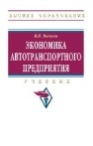 ВЫСШЕЕ ОБРАЗОВАНИЕ
ЭКОНОМИКА
АВТОТРАНСПОРТНОГО
ПРЕДПРИЯТИЯ
УЧЕБНИК